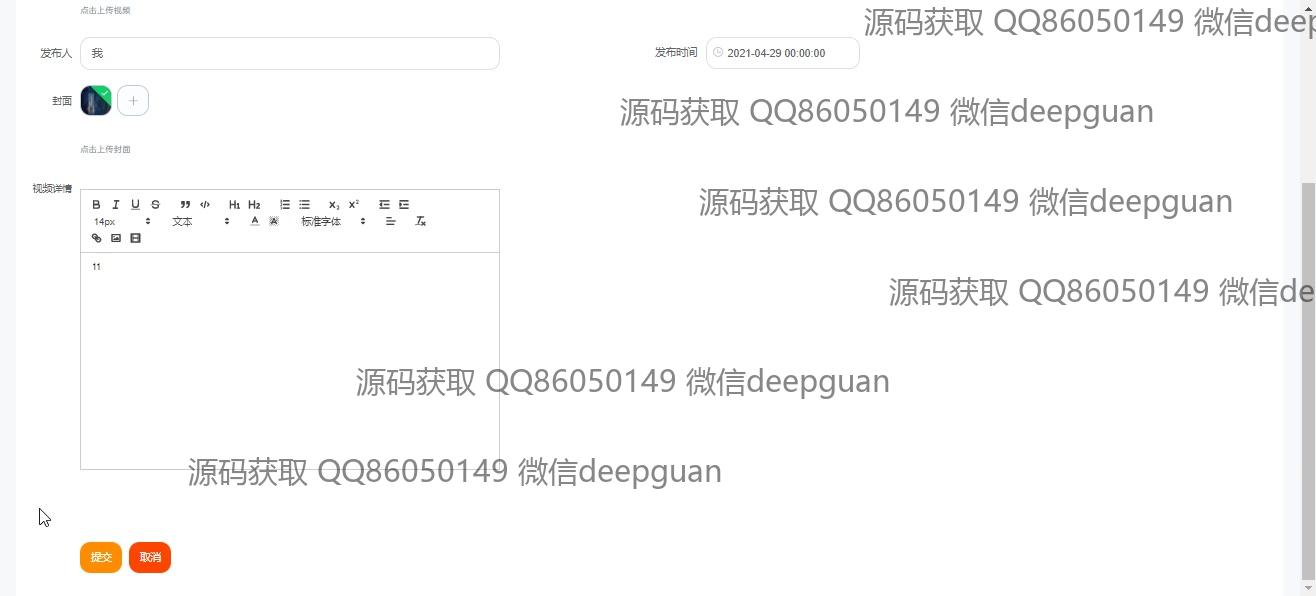 点击上传视频
源码获取 QQ86050149 微信deep
发布人 我 发布时间 2021-04-29 00:00:00
封面
源码获取 QQ86050149 微信deepguan
点击上传封面
视频详情
源码获取 QQ86050149 微信deepguan
B I U S H1 H2 X2 X2
14px 文本 A A 标准字体 Tx
11
源码获取 QQ86050149 微信dee
源码获取 QQ86050149 微信deepguan
源码获取 QQ86050149 微信deepguan
提交 取消